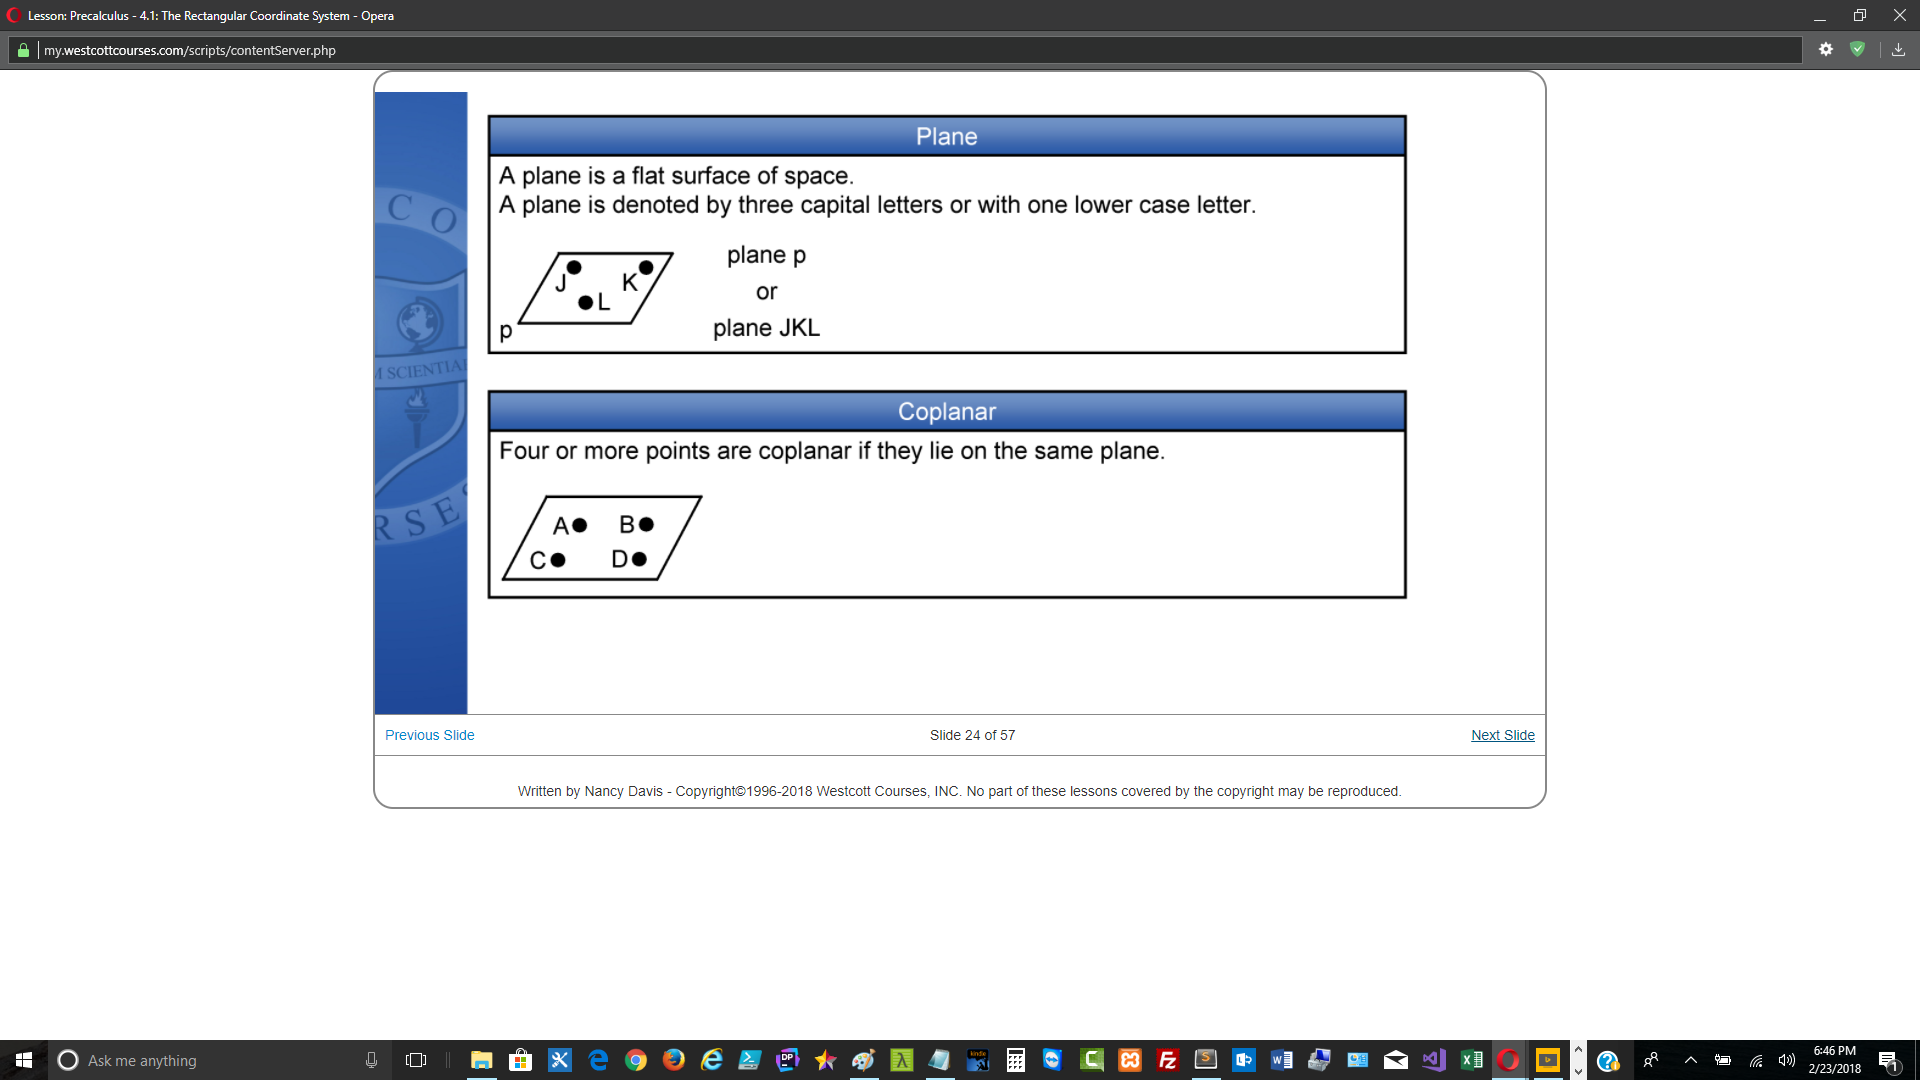 Lesson: Precalculus - 4.1: The Rectangular Coordinate System - Opera
my.westcottcourses.com/scripts/contentServer.php
Plane
A plane is a flat surface of space.
A plane is denoted by three capital letters or with one lower case letter.
plane p
J K
or
L
p
plane JKL
Coplanar
Four or more points are coplanar if they lie on the same plane.
A B
C D
C O
M SCIENTIA
R S E
Previous Slide Slide 24 of 57 Next Slide
Written by Nancy Davis - Copyright©1996-2018 Westcott Courses, INC. No part of these lessons covered by the copyright may be reproduced.
Ask me anything
6:46 PM
2/23/2018
1